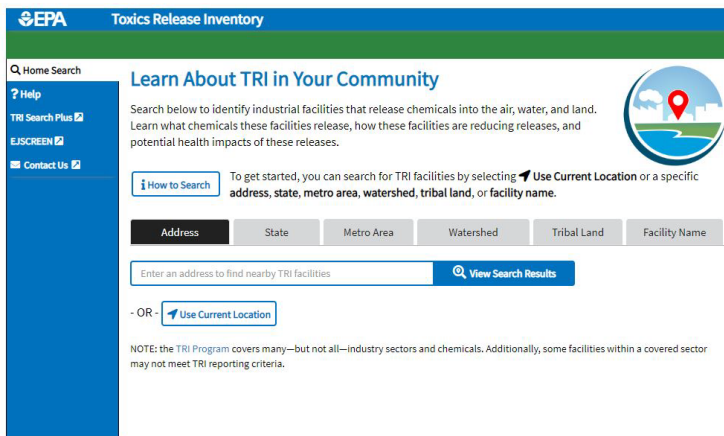 EPA Toxics Release Inventory
Home Search
? Help
TRI Search Plus
EJSCREEN
Contact Us
Learn About TRI in Your Community
Search below to identify industrial facilities that release chemicals into the air, water, and land.
Learn what chemicals these facilities release, how these facilities are reducing releases, and
potential health impacts of these releases.
i How to Search
To get started, you can search for TRI facilities by selecting Use Current Location or a specific
address, state, metro area, watershed, tribal land, or facility name.
Address State Metro Area Watershed Tribal Land Facility Name
Enter an address to find nearby TRI facilities View Search Results
- OR - Use Current Location
NOTE: the TRI Program covers many—but not all—industry sectors and chemicals. Additionally, some facilities within a covered sector
may not meet TRI reporting criteria.